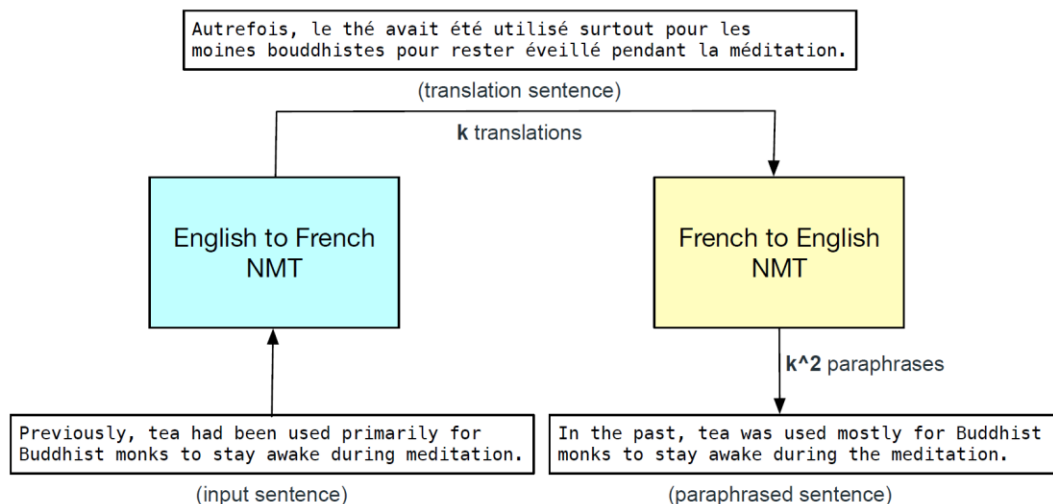 Autrefois, le thé avait été utilisé surtout pour les
moines bouddhistes pour rester éveillé pendant la méditation.
(translation sentence)
k translations
English to French
NMT
French to English
NMT
k^2 paraphrases
Previously, tea had been used primarily for
Buddhist monks to stay awake during meditation.
(input sentence)
In the past, tea was used mostly for Buddhist
monks to stay awake during the meditation.
(paraphrased sentence)